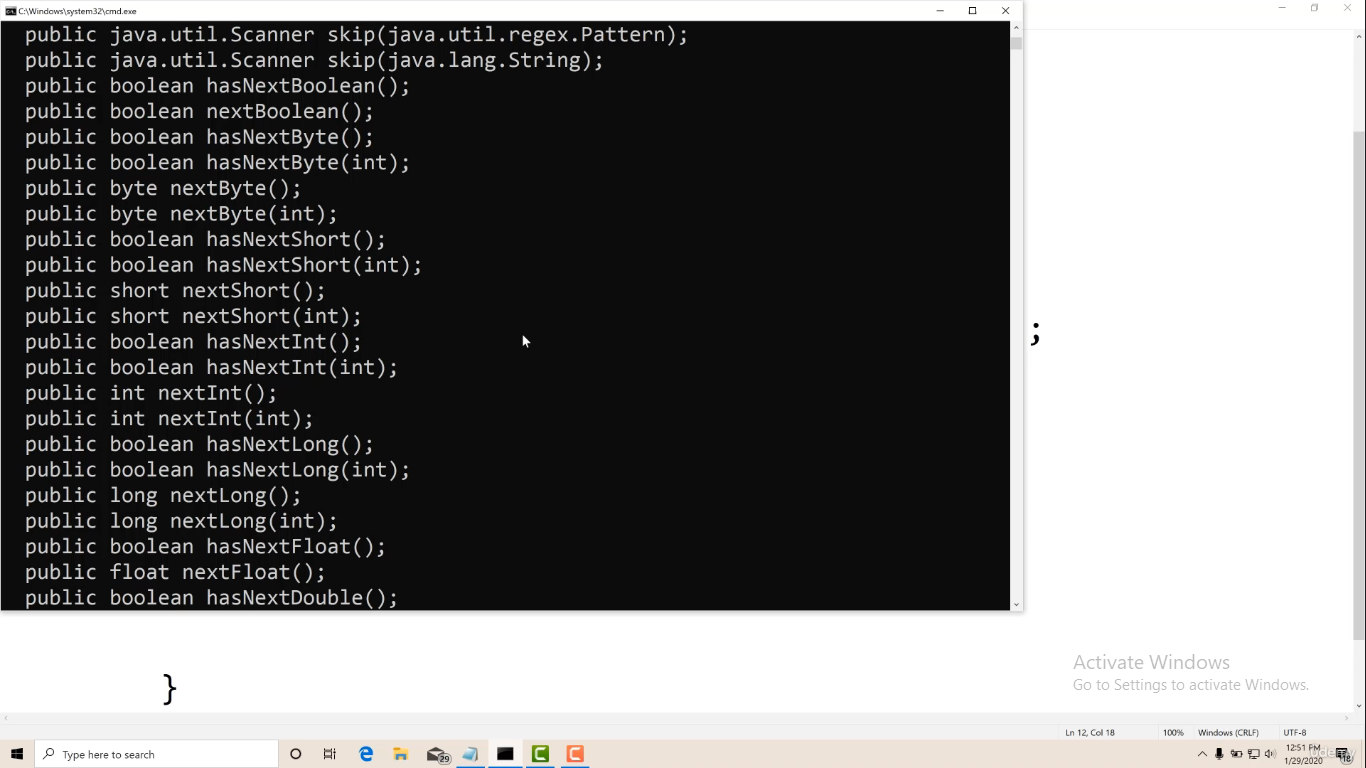 C:\Windows\system32\cmd.exe
public java.util.Scanner skip(java.util.regex.Pattern);
public java.util.Scanner skip(java.lang.String);
public boolean hasNextBoolean();
public boolean nextBoolean();
public boolean hasNextByte();
public boolean hasNextByte(int);
public byte nextByte();
public byte nextByte(int);
public boolean hasNextShort();
public boolean hasNextShort(int);
public short nextShort();
public short nextShort(int);
public boolean hasNextInt();
public boolean hasNextInt(int);
public int nextInt();
public int nextInt(int);
public boolean hasNextLong();
public boolean hasNextLong(int);
public long nextLong();
public long nextLong(int);
public boolean hasNextFloat();
public float nextFloat();
public boolean hasNextDouble();
;
}
Activate Windows
Go to Settings to activate Windows.
Ln 12, Col 18 100% Windows (CRLF) UTF-8
Type here to search
29
12:51 PM
1/29/2020
18
udemy